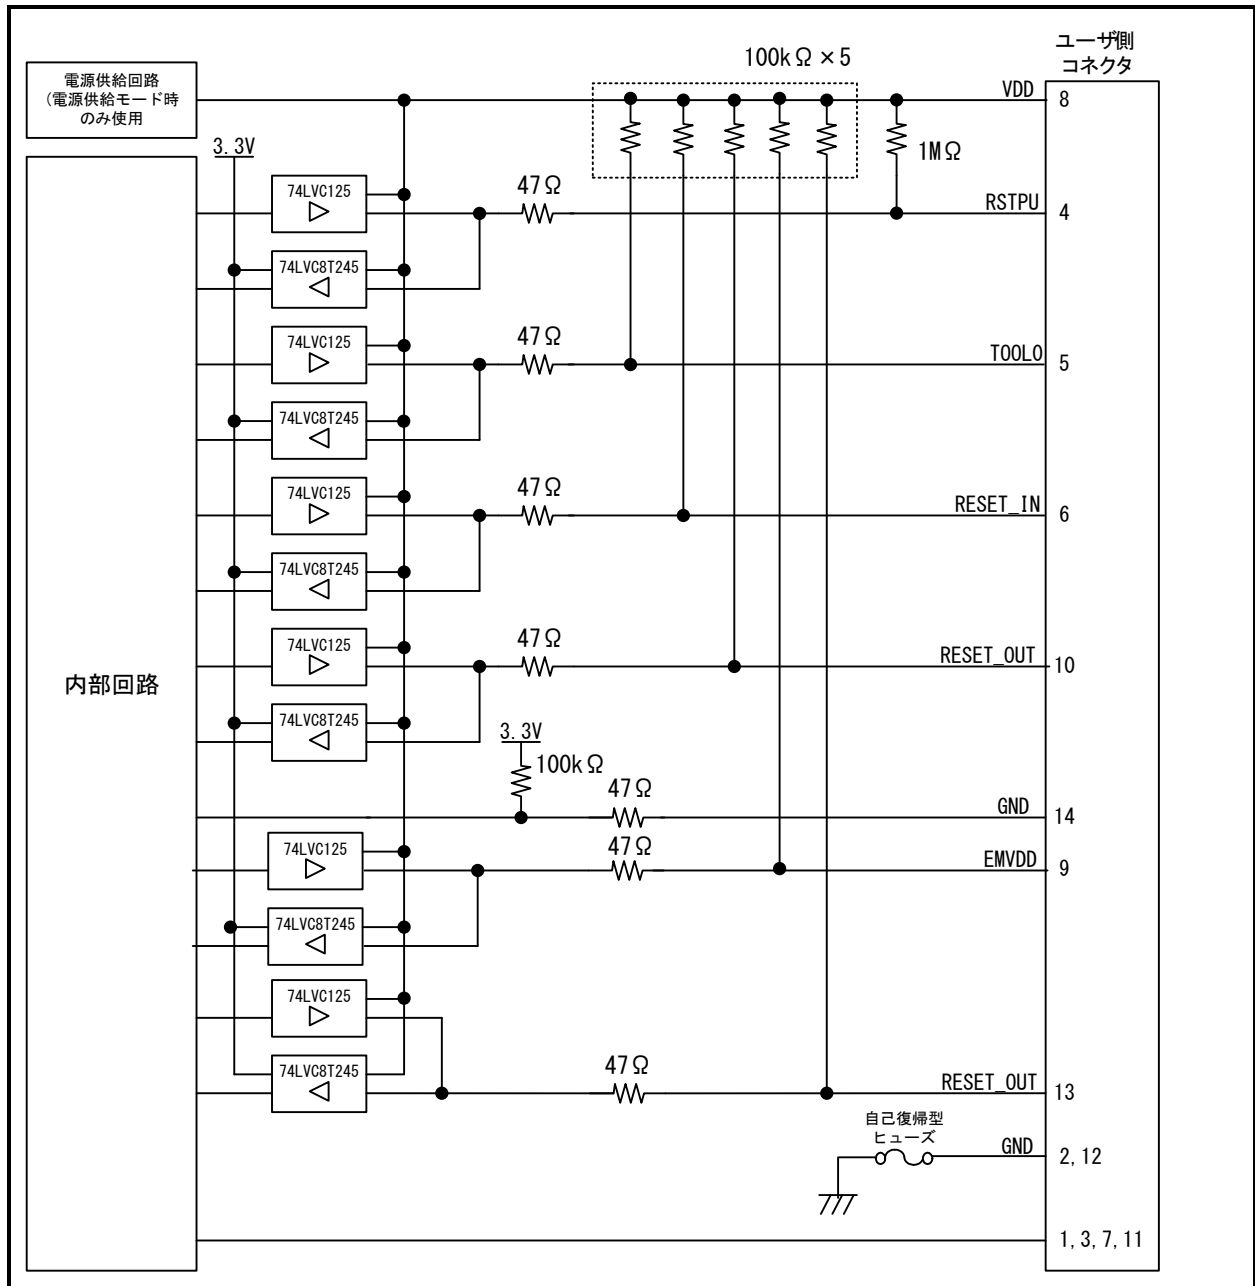 ユーザ側
コネクタ
100kΩ×5
電源供給回路
(電源供給モード時
のみ使用
VDD
8
3.3V
1MΩ
74LVC125
47Ω
RSTPU
4
74LVC8T245
74LVC125
47Ω
TOOL0
5
74LVC8T245
74LVC125
47Ω
RESET_IN
6
74LVC8T245
74LVC125
47Ω
RESET_OUT
10
内部回路
74LVC8T245
3.3V
100kΩ
47Ω
GND
14
74LVC125
47Ω
EMVDD
9
74LVC8T245
74LVC125
74LVC8T245
47Ω
RESET_OUT
13
自己復帰型
ヒューズ
GND
2,12
1,3,7,11